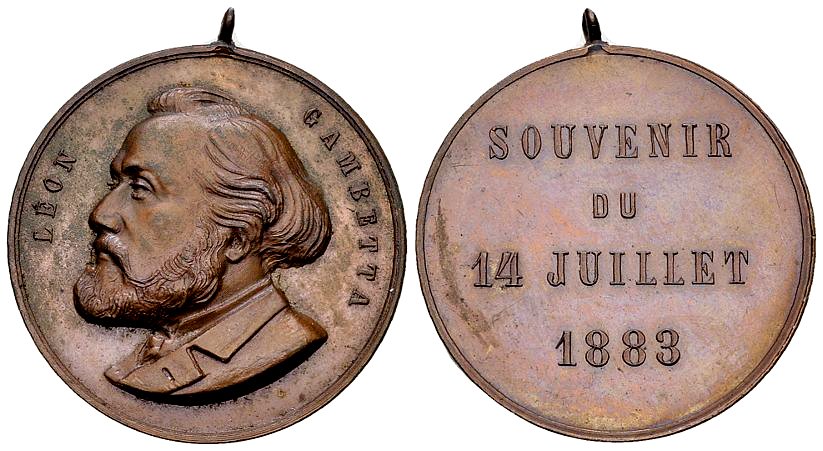 LÉON GAMBETTA
SOUVENIR
DU
14 JUILLET
1883